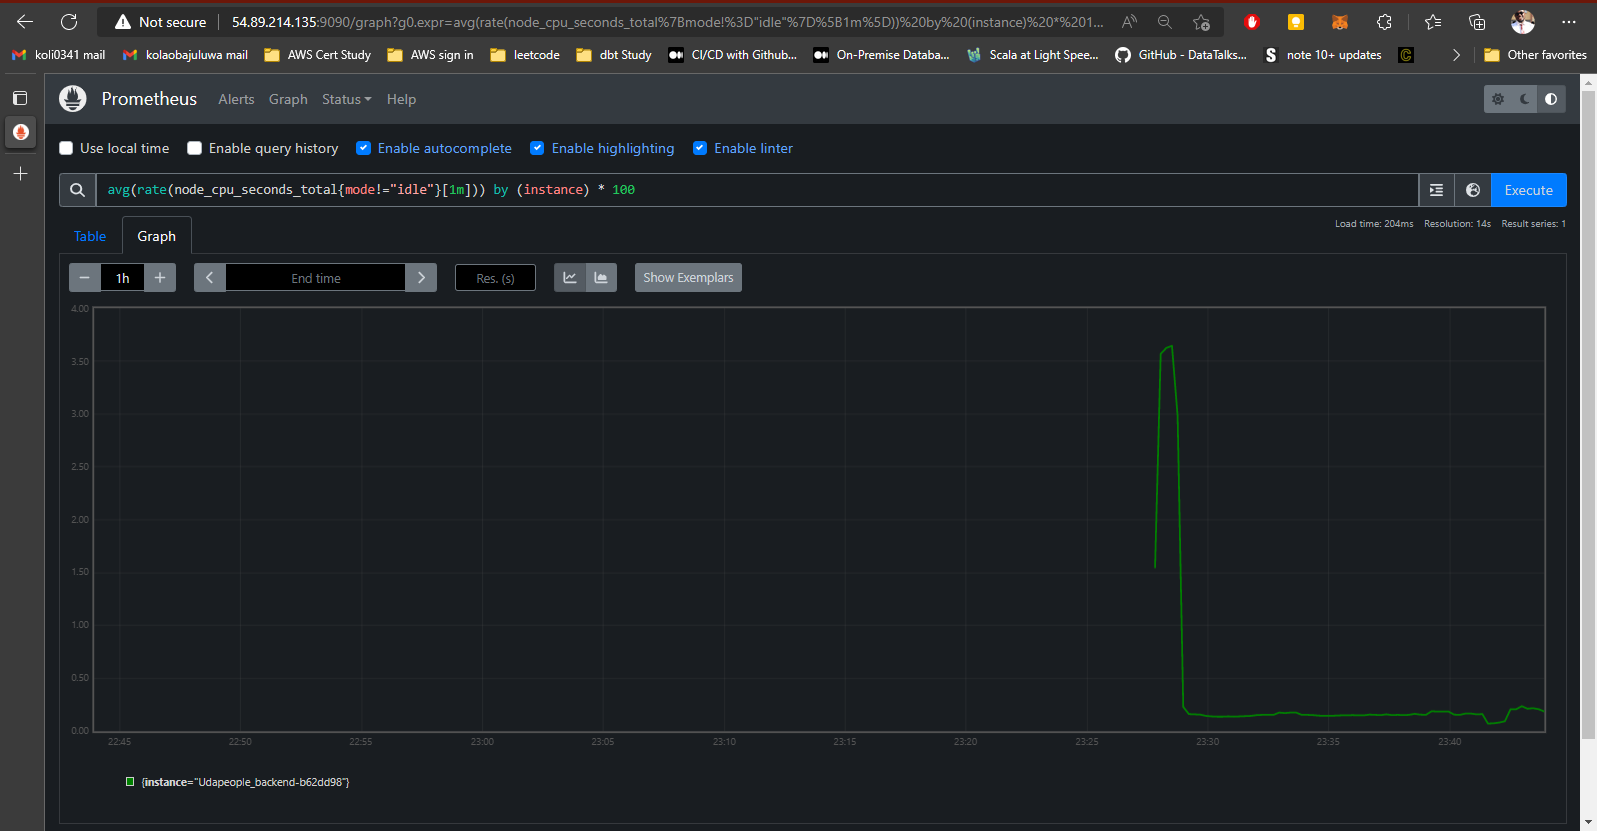 Not secure 54.89.214.135:9090/graph?g0.expr=avg(rate(node_cpu_seconds_total%7Bmode!%3D"idle"%7D%5B1m%5D))%20by%20(instance)%20*%201...
koli0341 mail kolaobajuluwa mail AWS Cert Study AWS sign in leetcode dbt Study CI/CD with Github... On-Premise Databa... Scala at Light Spee... GitHub - DataTalks... note 10+ updates Other favorites
Prometheus Alerts Graph Status Help
Use local time Enable query history Enable autocomplete Enable highlighting Enable linter
avg(rate(node_cpu_seconds_total{mode!="idle"}[1m])) by (instance) * 100 Execute
Load time: 204ms Resolution: 14s Result series: 1
Table Graph
− 1h + End time Res. (s) Show Exemplars
4.00
3.50
3.00
2.50
2.00
1.50
1.00
0.50
0.00
22:45 22:50 22:55 23:00 23:05 23:10 23:15 23:20 23:25 23:30 23:35 23:40
{instance="Udapeople_backend-b62dd98"}